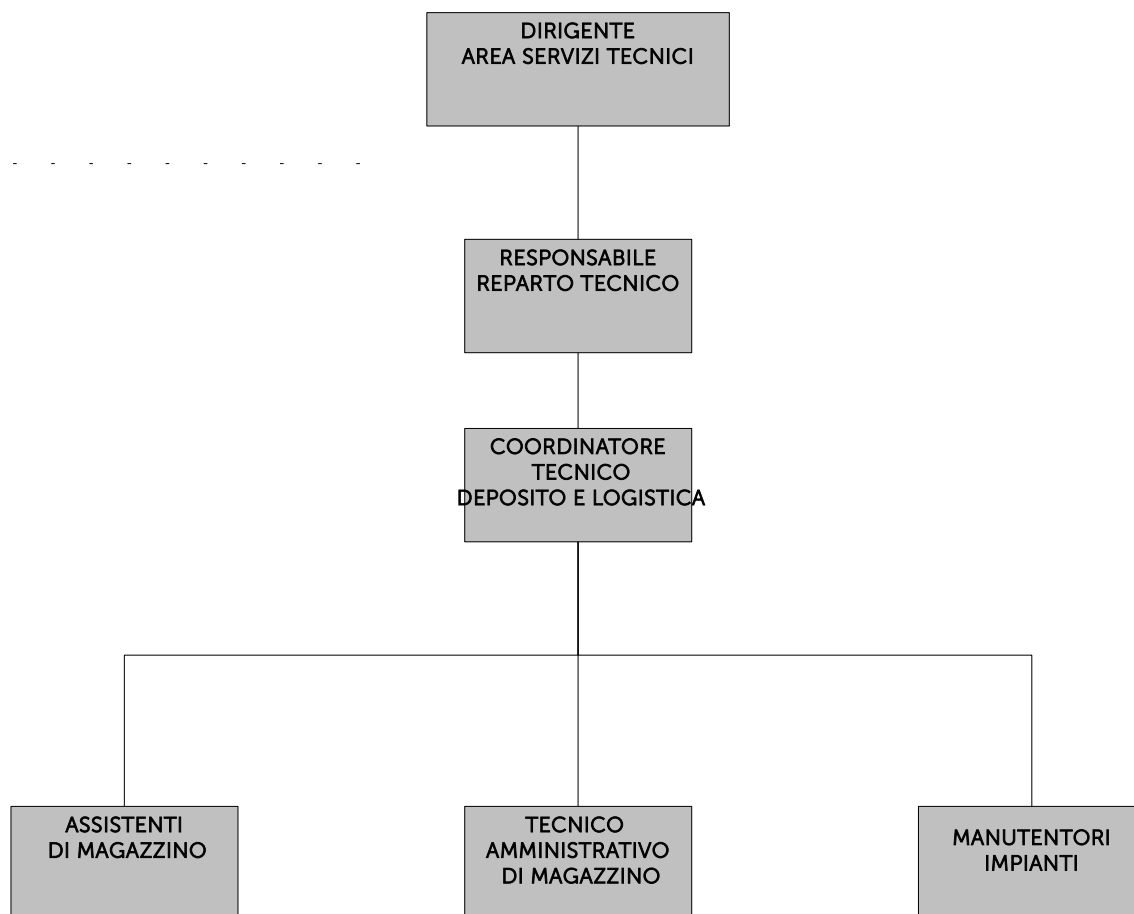 DIRIGENTE
AREA SERVIZI TECNICI
RESPONSABILE
REPARTO TECNICO
COORDINATORE
TECNICO
DEPOSITO E LOGISTICA
ASSISTENTI
DI MAGAZZINO
TECNICO
AMMINISTRATIVO
DI MAGAZZINO
MANUTENTORI
IMPIANTI